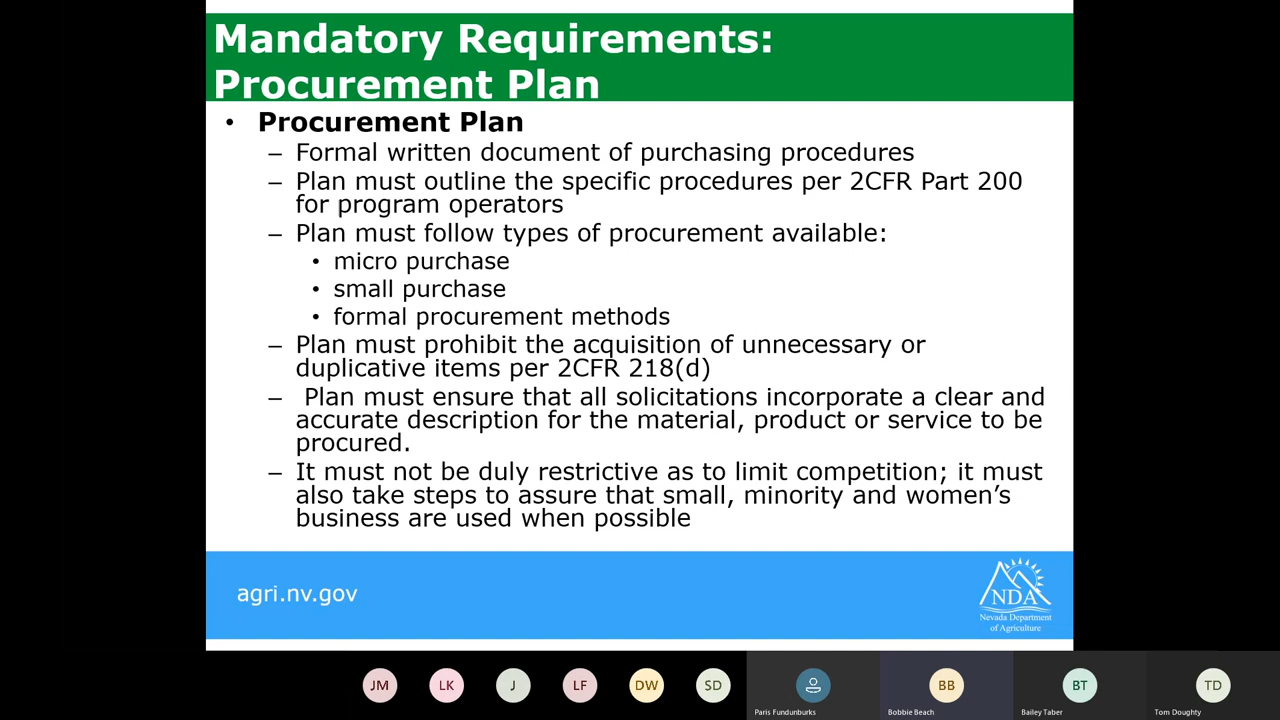 Mandatory Requirements:
Procurement Plan
• Procurement Plan
– Formal written document of purchasing procedures
– Plan must outline the specific procedures per 2CFR Part 200
for program operators
– Plan must follow types of procurement available:
• micro purchase
• small purchase
• formal procurement methods
– Plan must prohibit the acquisition of unnecessary or
duplicative items per 2CFR 218(d)
– Plan must ensure that all solicitations incorporate a clear and
accurate description for the material, product or service to be
procured.
– It must not be duly restrictive as to limit competition; it must
also take steps to assure that small, minority and women’s
business are used when possible
agri.nv.gov
NDA
Nevada Department
of Agriculture
JM LK J LF DW SD BB BT TD
Paris Fundunburks Bobbie Beach Bailey Taber Tom Doughty